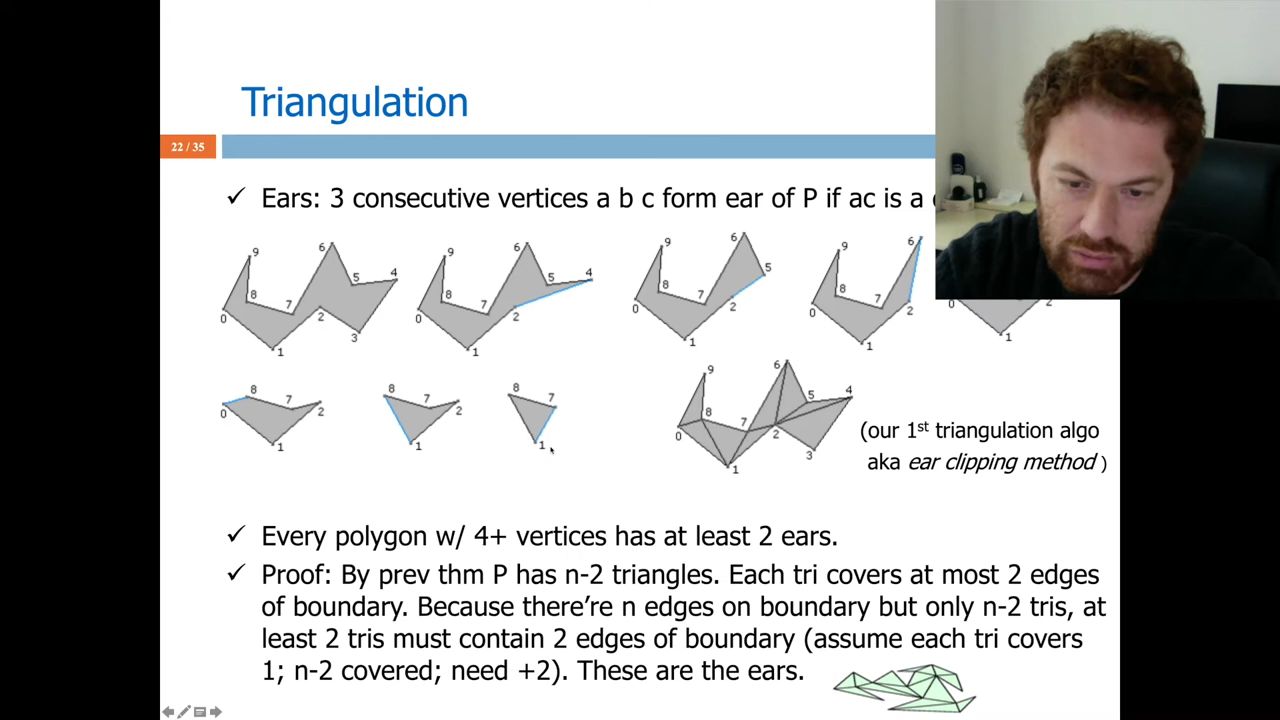 Triangulation
22 / 35
✓ Ears: 3 consecutive vertices a b c form ear of P if ac is a
9 6 4 5 8 7 0 2 3 1
9 6 4 5 8 7 0 2 1
9 6 5 8 7 0 2 1
9 6 8 7 0 2 1
0 2 1
8 7 0 2 1
8 7 2 1
8 7 1
6 9 4 5 8 7 0 2 3 1
(our 1st triangulation algo
aka ear clipping method )
✓ Every polygon w/ 4+ vertices has at least 2 ears.
✓ Proof: By prev thm P has n-2 triangles. Each tri covers at most 2 edges
of boundary. Because there’re n edges on boundary but only n-2 tris, at
least 2 tris must contain 2 edges of boundary (assume each tri covers
1; n-2 covered; need +2). These are the ears.